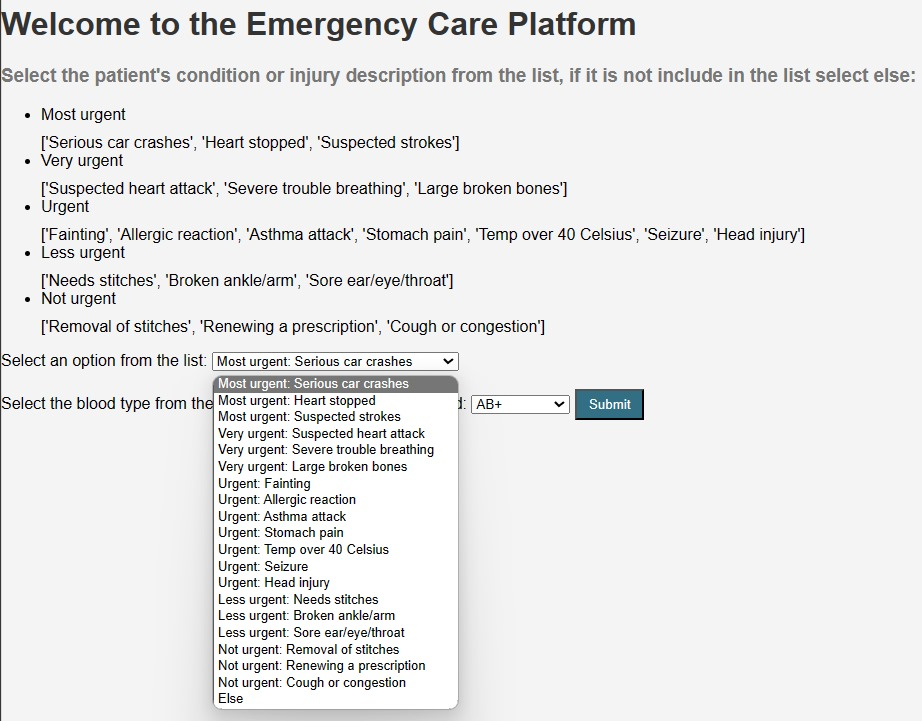 Welcome to the Emergency Care Platform
Select the patient's condition or injury description from the list, if it is not include in the list select else:
Most urgent
['Serious car crashes', 'Heart stopped', 'Suspected strokes']
Very urgent
['Suspected heart attack', 'Severe trouble breathing', 'Large broken bones']
Urgent
['Fainting', 'Allergic reaction', 'Asthma attack', 'Stomach pain', 'Temp over 40 Celsius', 'Seizure', 'Head injury']
Less urgent
['Needs stitches', 'Broken ankle/arm', 'Sore ear/eye/throat']
Not urgent
['Removal of stitches', 'Renewing a prescription', 'Cough or congestion']
Select an option from the list: Most urgent: Serious car crashes
Select the blood type from the d: AB+ Submit
Most urgent: Serious car crashes
Most urgent: Heart stopped
Most urgent: Suspected strokes
Very urgent: Suspected heart attack
Very urgent: Severe trouble breathing
Very urgent: Large broken bones
Urgent: Fainting
Urgent: Allergic reaction
Urgent: Asthma attack
Urgent: Stomach pain
Urgent: Temp over 40 Celsius
Urgent: Seizure
Urgent: Head injury
Less urgent: Needs stitches
Less urgent: Broken ankle/arm
Less urgent: Sore ear/eye/throat
Not urgent: Removal of stitches
Not urgent: Renewing a prescription
Not urgent: Cough or congestion
Else